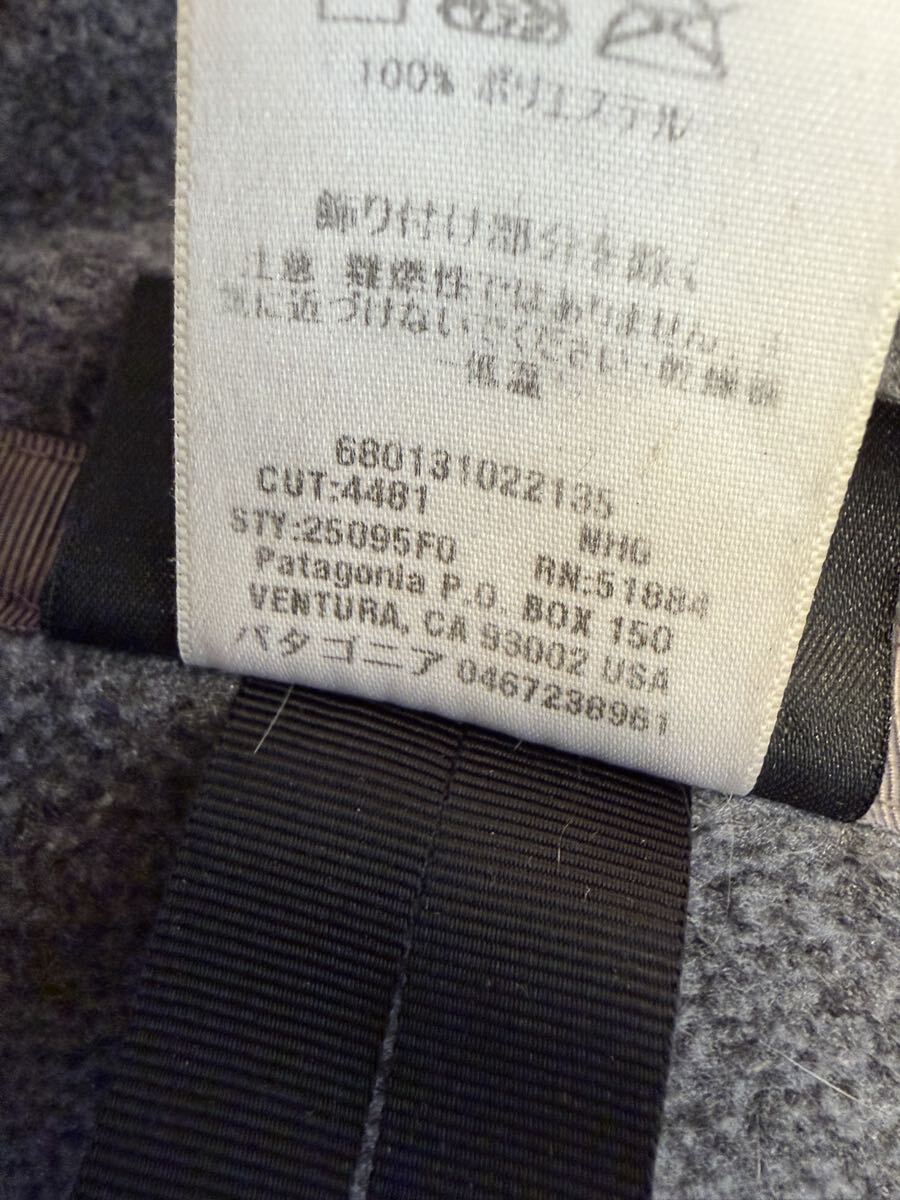 100% ポリエステル
飾り付け部分を除く
注意 難燃性ではありません。火
気に近づけないでください。乾燥機
—低温
680131022135
CUT:4481 NHG
STY:25095F0 RN:51884
Patagonia P.O. BOX 150
VENTURA, CA 93002 USA
パタゴニア 0467238961